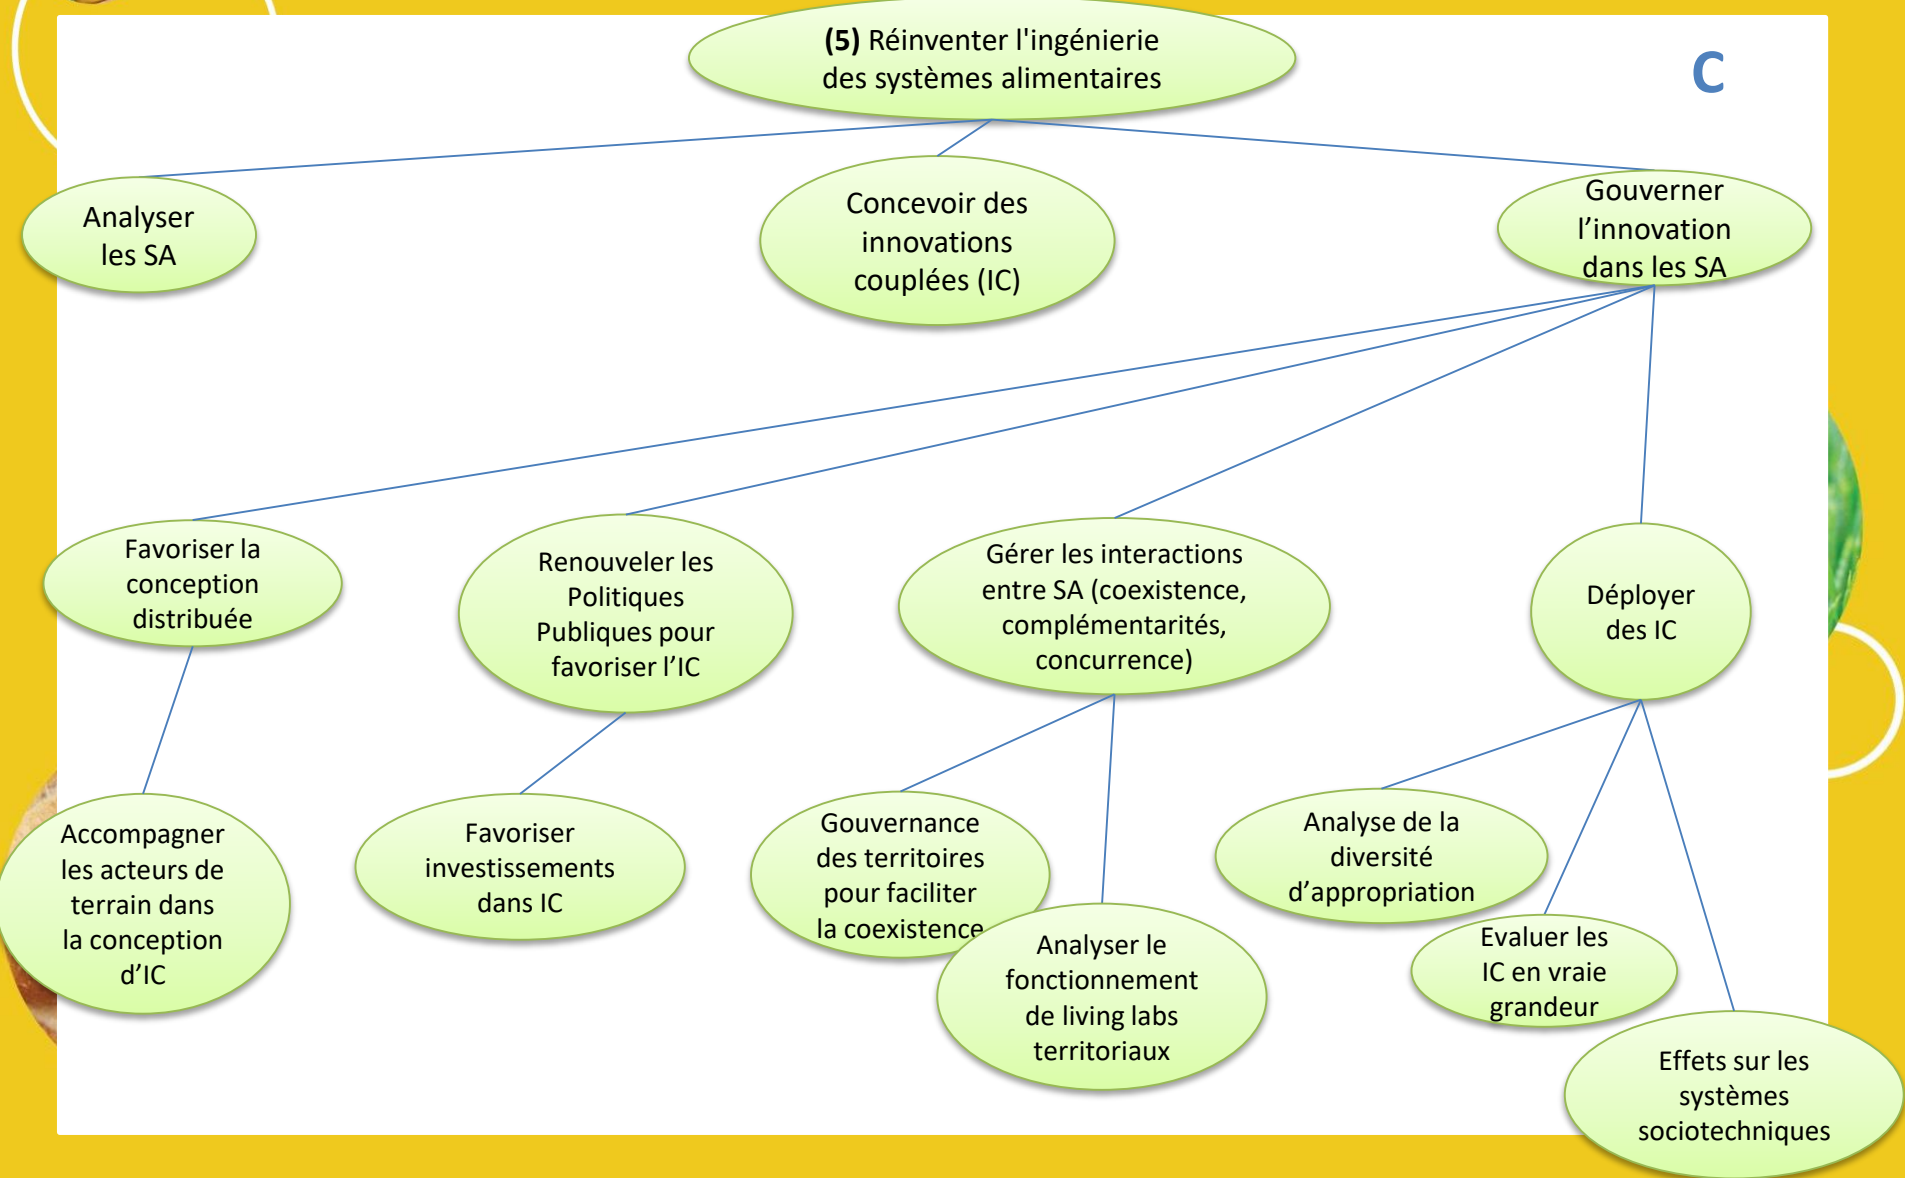 (5) Réinventer l'ingénierie
des systèmes alimentaires
C
Analyser
les SA
Concevoir des
innovations
couplées (IC)
Gouverner
l’innovation
dans les SA
Favoriser la
conception
distribuée
Renouveler les
Politiques
Publiques pour
favoriser l’IC
Gérer les interactions
entre SA (coexistence,
complémentarités,
concurrence)
Déployer
des IC
Accompagner
les acteurs de
terrain dans
la conception
d’IC
Favoriser
investissements
dans IC
Gouvernance
des territoires
pour faciliter
la coexistence
Analyser le
fonctionnement
de living labs
territoriaux
Analyse de la
diversité
d’appropriation
Evaluer les
IC en vraie
grandeur
Effets sur les
systèmes
sociotechniques